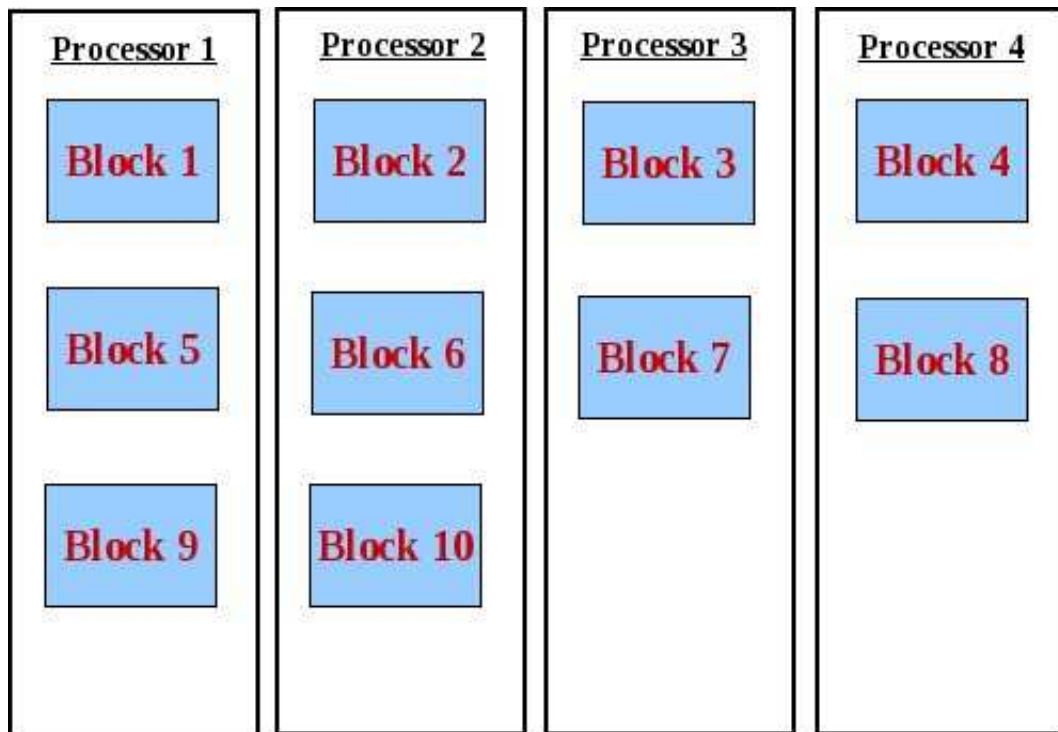 Processor 1
Processor 2
Processor 3
Processor 4
Block 1
Block 2
Block 3
Block 4
Block 5
Block 6
Block 7
Block 8
Block 9
Block 10